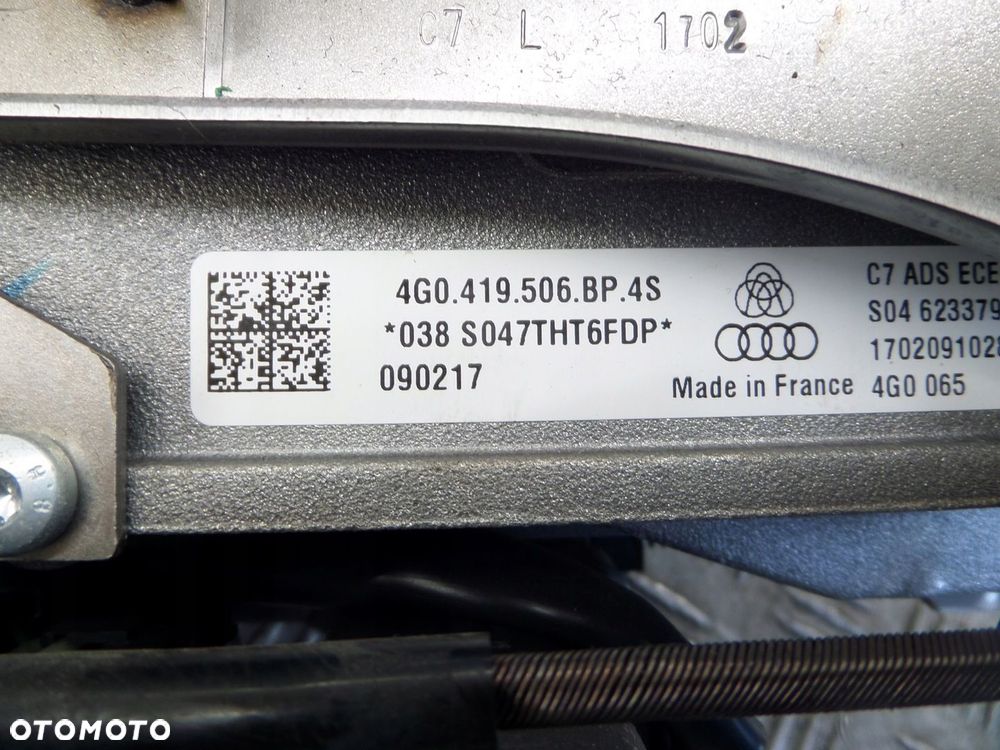 C7 L 1702
4G0.419.506.BP.4S
*038 S047THT6FDP*
090217
Made in France
C7 ADS ECE
S04 623379
1702091028
4G0 065
OTOMOTO